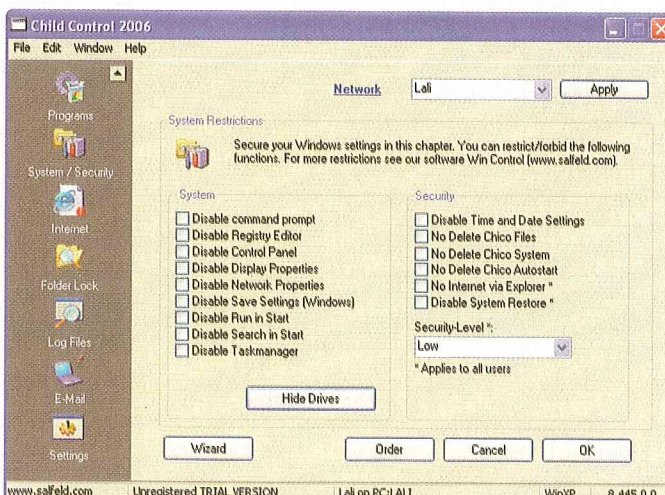 Child Control 2006
File Edit Window Help
Programs
System / Security
Internet
Folder Lock
Log Files
E-Mail
Settings
Network Lali Apply
System Restrictions
Secure your Windows settings in this chapter. You can restrict/forbid the following
functions. For more restrictions see our software Win Control (www.salfeld.com).
System
Disable command prompt
Disable Registry Editor
Disable Control Panel
Disable Display Properties
Disable Network Properties
Disable Save Settings (Windows)
Disable Run in Start
Disable Search in Start
Disable Taskmanager
Hide Drives
Security
Disable Time and Date Settings
No Delete Chico Files
No Delete Chico System
No Delete Chico Autostart
No Internet via Explorer *
Disable System Restore *
Security-Level *:
Low
* Applies to all users
Wizard Order Cancel OK
www.salfeld.com Unregistered TRIAL VERSION Lali on PC:LALI WinXP 8.445.0.0